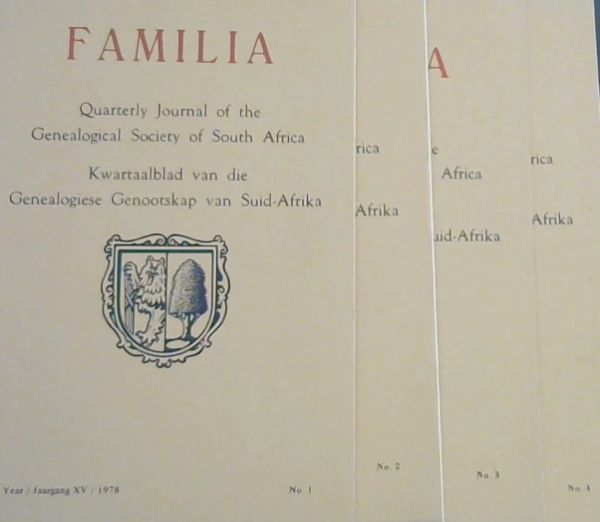 FAMILIA
Quarterly Journal of the
Genealogical Society of South Africa
Kwartaalblad van die
Genealogiese Genootskap van Suid-Afrika
Year / Jaargang XV / 1978
No. 1
rica
Afrika
No. 2
A
e
Africa
uid-Afrika
No. 3
rica
Afrika
No. 4